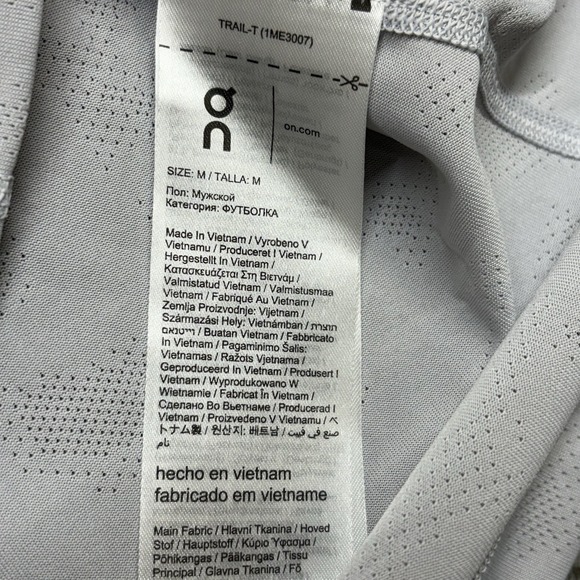 TRAIL-T (1ME3007)
on
on.com
SIZE: M / TALLA: M
Пол: Мужской
Категория: ФУТБОЛКА
Made In Vietnam / Vyrobeno V
Vietnamu / Produceret I Vietnam /
Hergestellt In Vietnam /
Κατασκευάζεται Στη Βιετνάμ /
Valmistatud Vietnam / Valmistusmaa
Vietnam / Fabriqué Au Vietnam /
Zemlja Proizvodnje: Vijetnam /
Származási Hely: Vietnámban / תוצרת
וייטנאם / Buatan Vietnam / Fabbricato
In Vietnam / Pagaminimo Šalis:
Vietnamas / Ražots Vjetnama /
Geproduceerd In Vietnam / Produsert I
Vietnam / Wyprodukowano W
Wietnamie / Fabricat În Vietnam /
Сделано Во Вьетнаме / Producerad I
Vietnam / Proizvedeno V Vietnamu / ベ
トナム製 / 원산지: 베트남 / صنع في فييت
نام
hecho en vietnam
fabricado em vietname
Main Fabric / Hlavní Tkanina / Hoved
Stof / Hauptstoff / Κύριο Ύφασμα /
Põhikangas / Pääkangas / Tissu
Principal / Glavna Tkanina / Fő